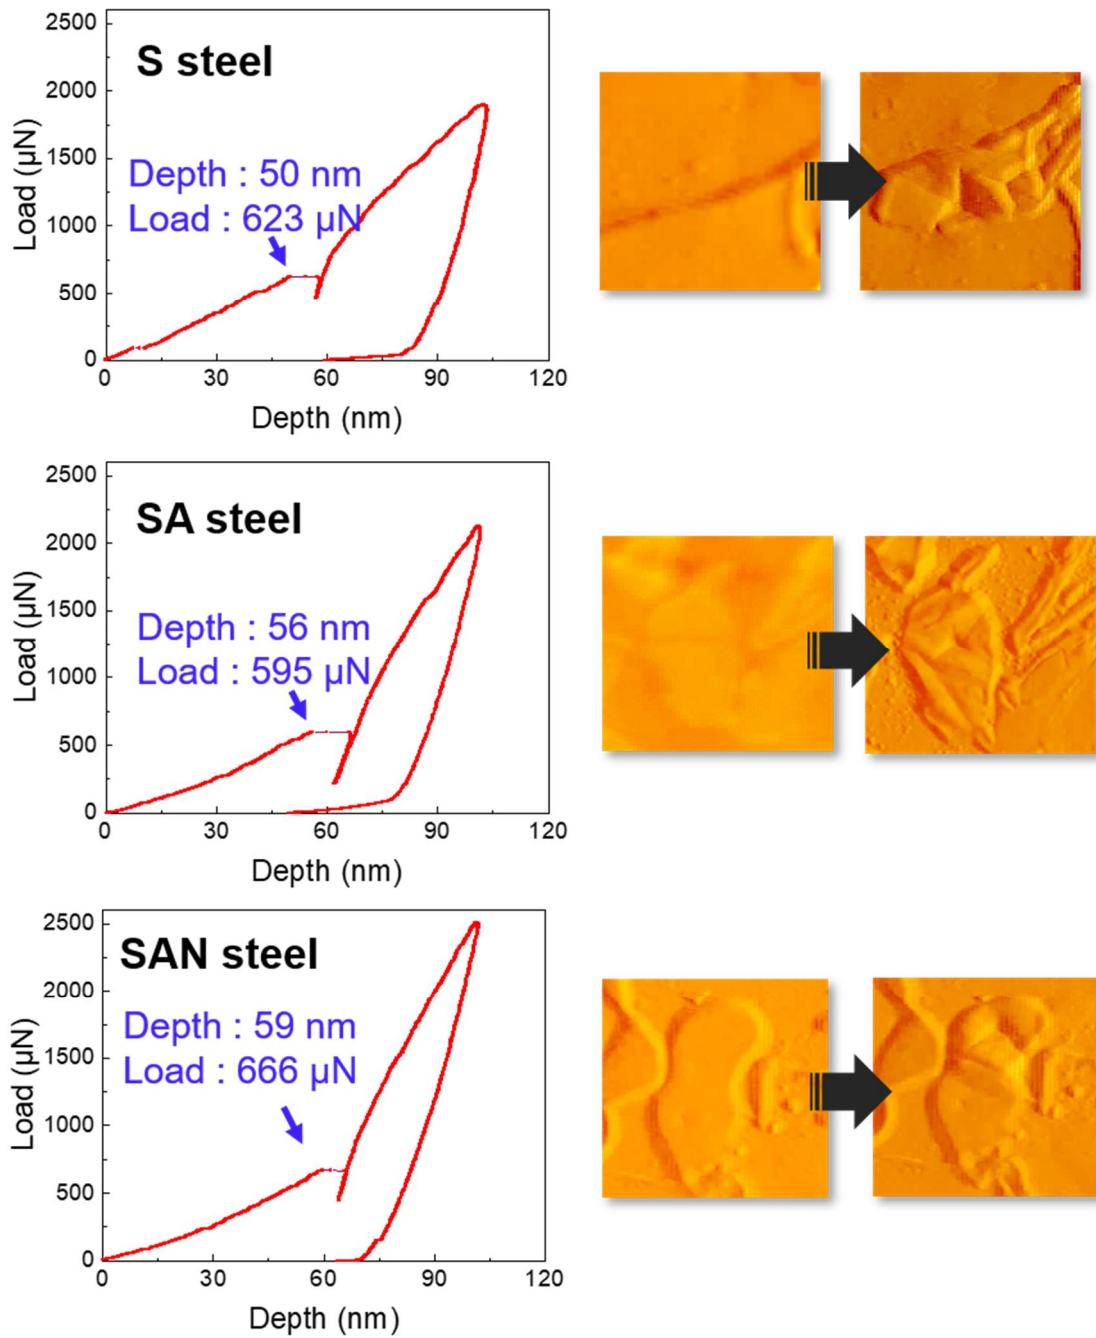 2500
2000
1500
1000
500
0
Load (µN)
S steel
Depth : 50 nm
Load : 623 µN
0 30 60 90 120
Depth (nm)
2500
2000
1500
1000
500
0
Load (µN)
SA steel
Depth : 56 nm
Load : 595 µN
0 30 60 90 120
Depth (nm)
2500
2000
1500
1000
500
0
Load (µN)
SAN steel
Depth : 59 nm
Load : 666 µN
0 30 60 90 120
Depth (nm)